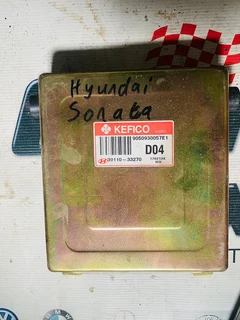 Hyundai
Sonata
KEFICO
9050930057E1
D04
39110-33270